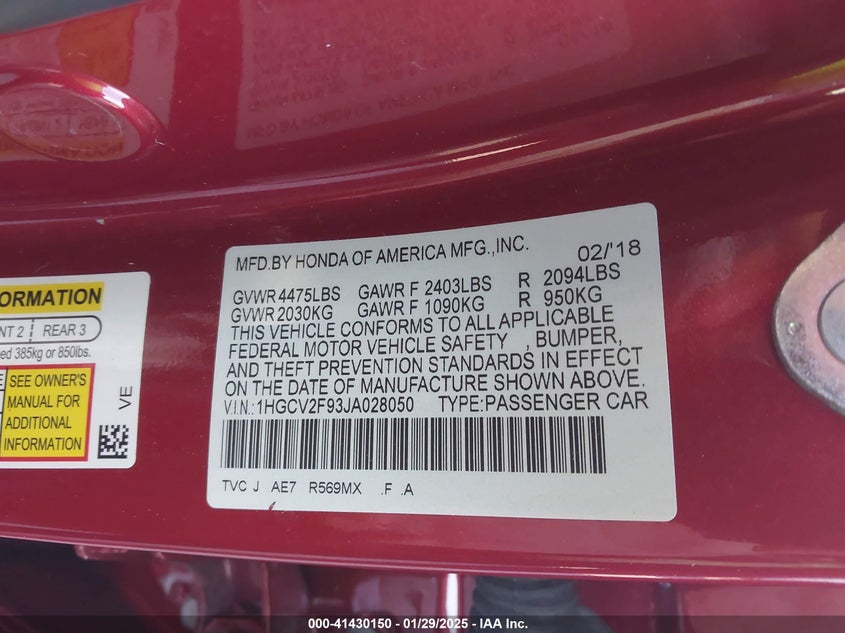 MFD.BY HONDA OF AMERICA MFG.,INC. 02/'18
GVWR 4475LBS GAWR F 2403LBS R 2094LBS
GVWR 2030KG GAWR F 1090KG R 950KG
THIS VEHICLE CONFORMS TO ALL APPLICABLE
FEDERAL MOTOR VEHICLE SAFETY , BUMPER,
AND THEFT PREVENTION STANDARDS IN EFFECT
ON THE DATE OF MANUFACTURE SHOWN ABOVE.
V.I.N.: 1HGCV2F93JA028050 TYPE:PASSENGER CAR
TVC J AE7 R569MX .F .A
ORMATION
NT 2 REAR 3
ed 385kg or 850lbs.
SEE OWNER'S
MANUAL FOR
ADDITIONAL
INFORMATION
VE
000-41430150 — 01/29/2025 — IAA Inc.